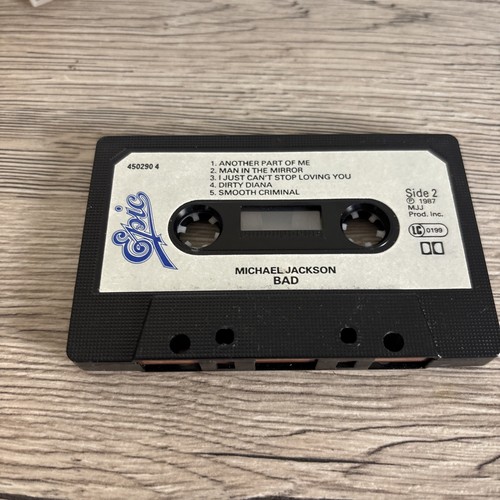 450290 4
1. ANOTHER PART OF ME
2. MAN IN THE MIRROR
3. I JUST CAN'T STOP LOVING YOU
4. DIRTY DIANA
5. SMOOTH CRIMINAL
Epic
Side 2
℗ 1987
MJJ
Prod. Inc.
LC 0199
MICHAEL JACKSON
BAD